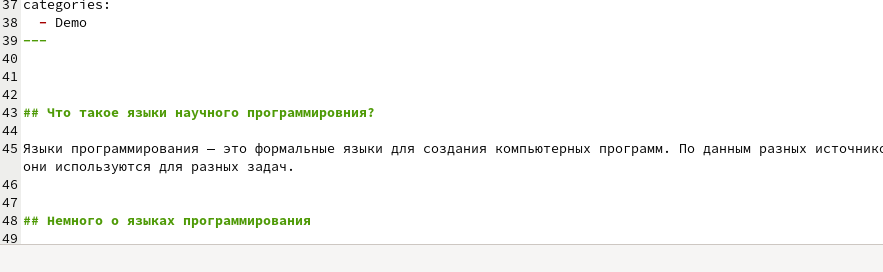 37 categories:
38   - Demo
39 ---
40
41
42
43 ## Что такое языки научного программировния?
44
45 Языки программирования — это формальные языки для создания компьютерных программ. По данным разных
они используются для разных задач.
46
47
48 ## Немного о языках программирования
49